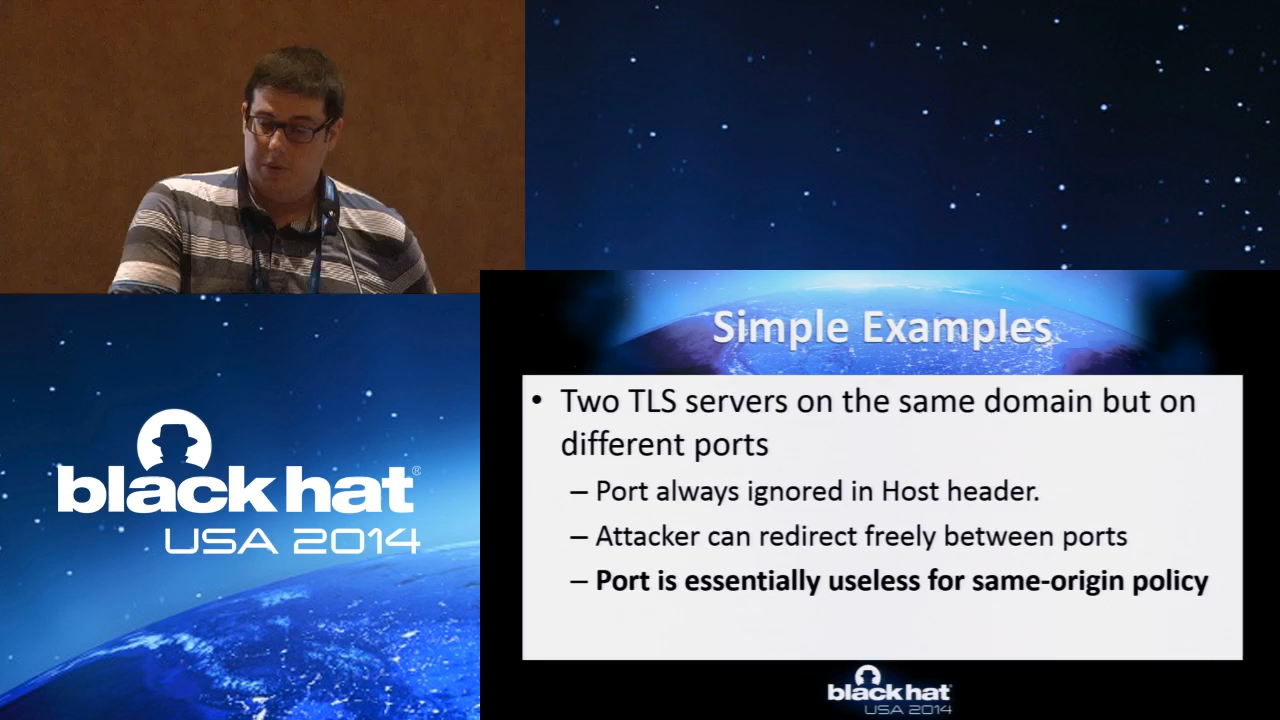 Simple Examples
• Two TLS servers on the same domain but on
different ports
– Port always ignored in Host header.
– Attacker can redirect freely between ports
– Port is essentially useless for same-origin policy
black hat®
USA 2014
black hat
USA 2014